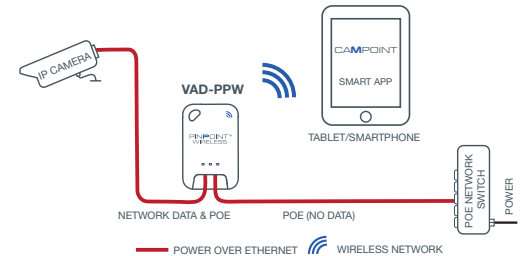 IP CAMERA
VAD-PPW
CAMPOINT
SMART APP
TABLET/SMARTPHONE
PINPOINT™
WIRELESS
NETWORK DATA & POE
POE (NO DATA)
POE NETWORK
SWITCH
POWER
POWER OVER ETHERNET
WIRELESS NETWORK